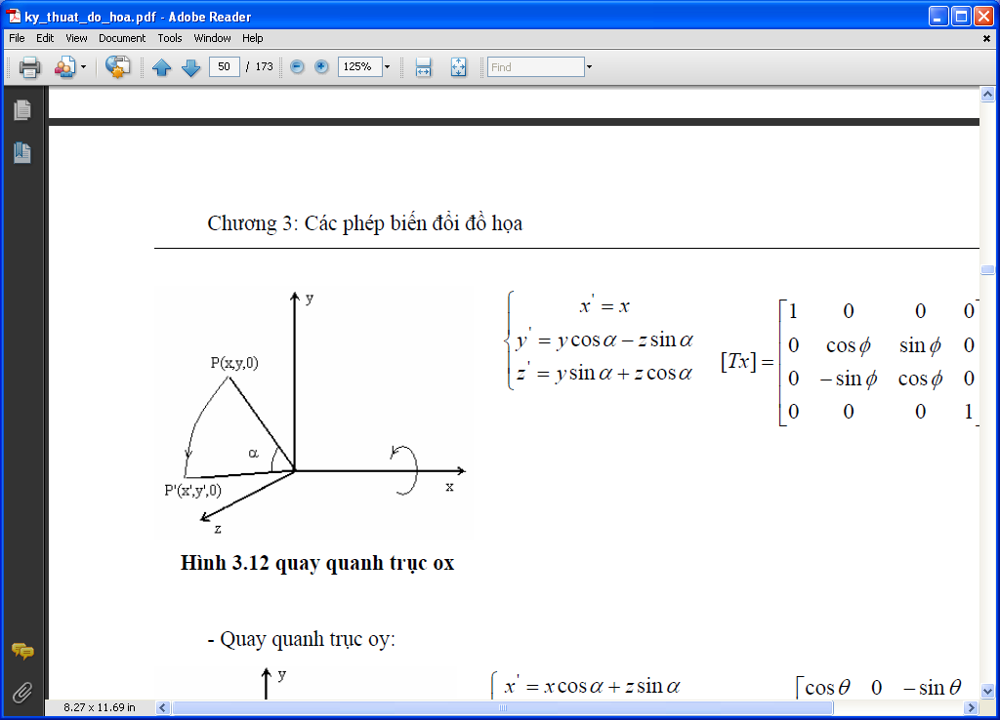 ky_thuat_do_hoa.pdf - Adobe Reader
File Edit View Document Tools Window Help
50 / 173 125% Find
Chương 3: Các phép biến đổi đồ họa
y
P(x,y,0)
α
P'(x',y',0)
x
z
x' = x
y' = y cos α − z sin α
z' = y sin α + z cos α
[Tx] =
1 0 0 0
0 cos ϕ sin ϕ 0
0 − sin ϕ cos ϕ 0
0 0 0 1
Hình 3.12 quay quanh trục ox
- Quay quanh trục oy:
y
x' = x cos α + z sin α
cos θ 0 − sin θ
8.27 x 11.69 in